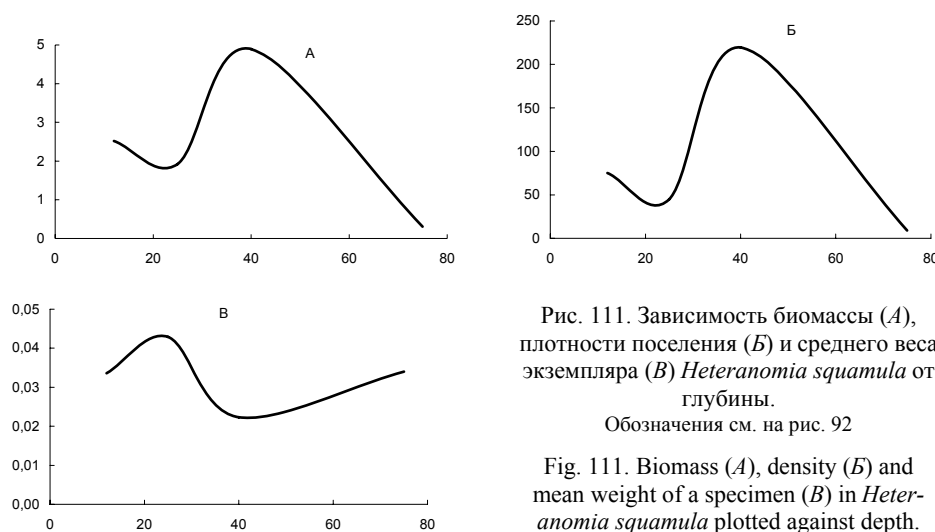 5
4
3
2
1
0
0 20 40 60 80
А
250
200
150
100
50
0
0 20 40 60 80
Б
0,05
0,04
0,03
0,02
0,01
0,00
0 20 40 60 80
В
Рис. 111. Зависимость биомассы (А),
плотности поселения (Б) и среднего веса
экземпляра (В) Heteranomia squamula от
глубины.
Обозначения см. на рис. 92
Fig. 111. Biomass (A), density (Б) and
mean weight of a specimen (B) in Heter-
anomia squamula plotted against depth.